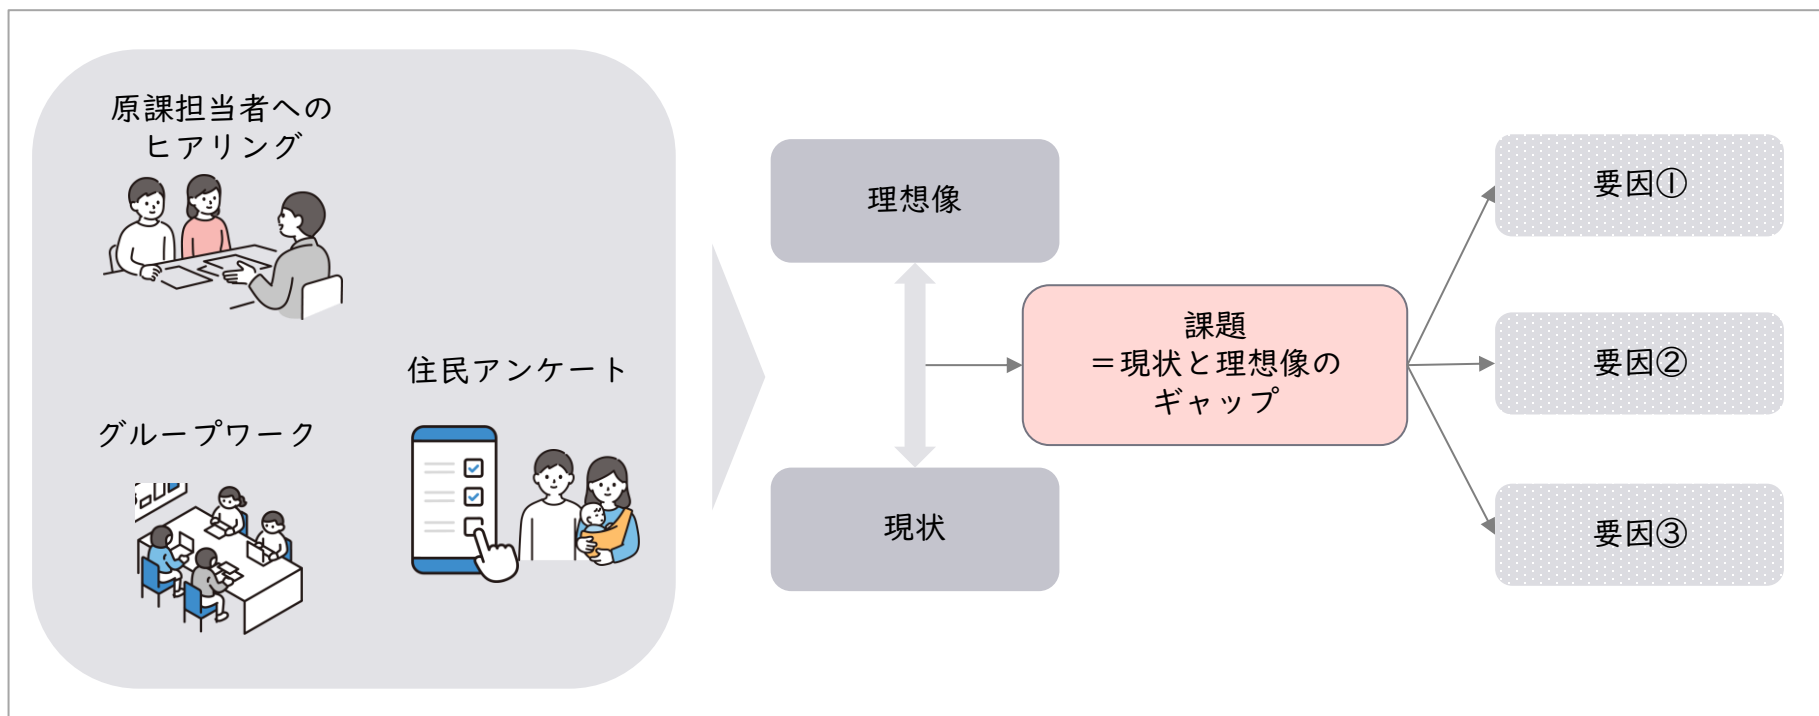 原課担当者への
ヒアリング
住民アンケート
グループワーク
理想像
現状
課題
＝現状と理想像の
ギャップ
要因①
要因②
要因③